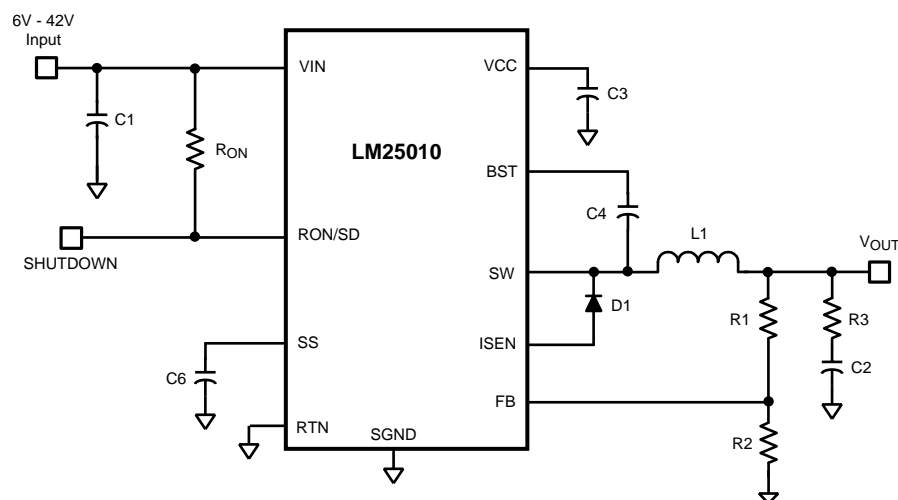 6V - 42V
Input
VIN
VCC
C3
C1
RON
LM25010
BST
C4
L1
VOUT
SHUTDOWN
RON/SD
SW
D1
R1
R3
ISEN
C2
SS
C6
FB
RTN
SGND
R2